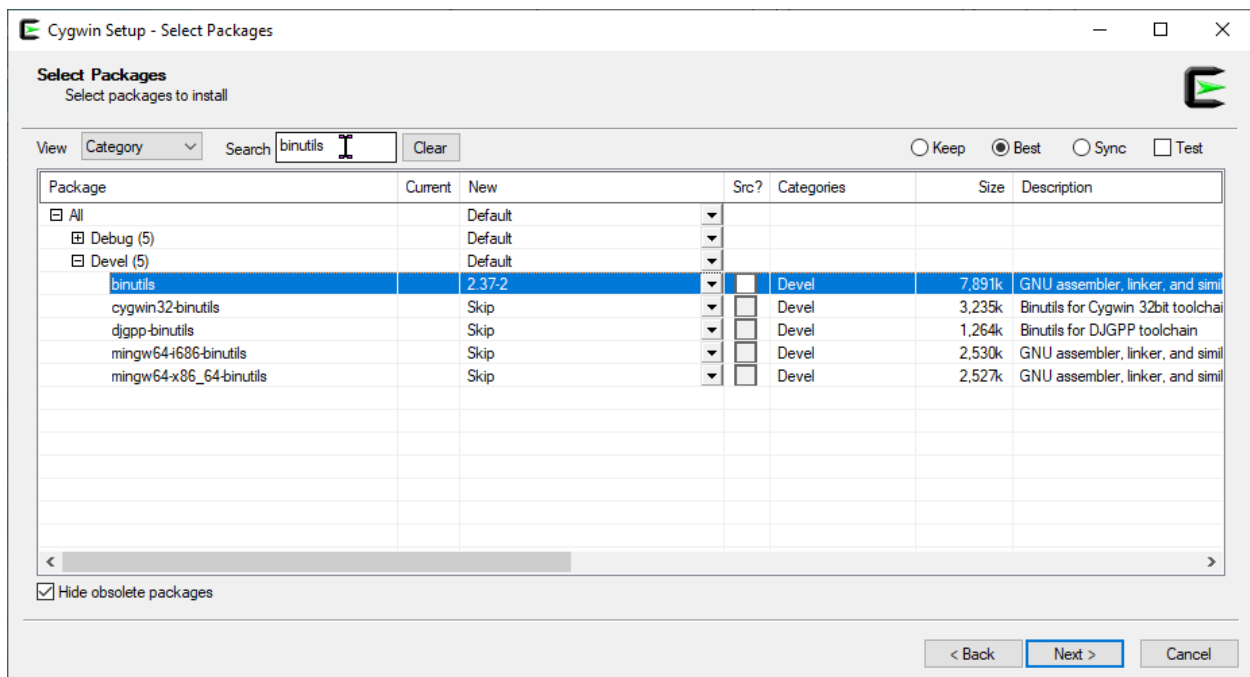 Cygwin Setup - Select Packages
Select Packages
Select packages to install
View Category Search binutils Clear Keep Best Sync Test
Package Current New Src? Categories Size Description
All Default
Debug (5) Default
Devel (5) Default
binutils 2.37-2 Devel 7,891k GNU assembler, linker, and simil
cygwin32-binutils Skip Devel 3,235k Binutils for Cygwin 32bit toolchai
djgpp-binutils Skip Devel 1,264k Binutils for DJGPP toolchain
mingw64-i686-binutils Skip Devel 2,530k GNU assembler, linker, and simil
mingw64-x86_64-binutils Skip Devel 2,527k GNU assembler, linker, and simil
Hide obsolete packages
< Back Next > Cancel